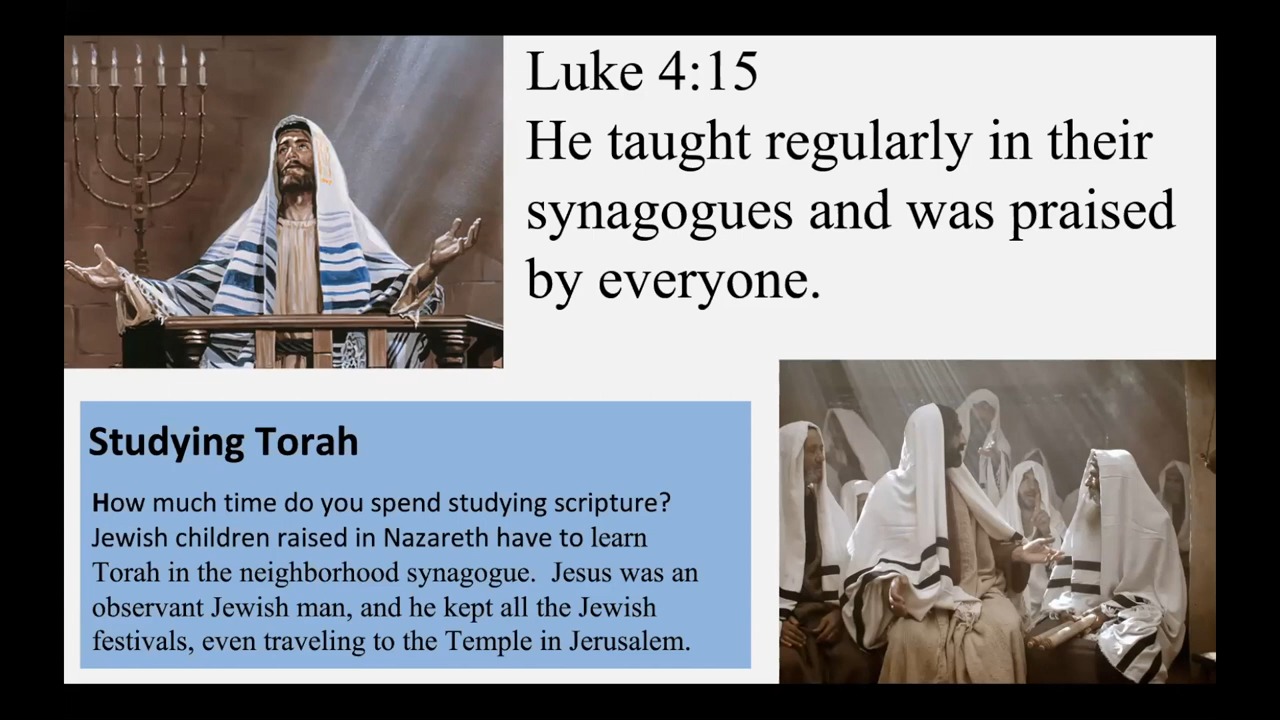 Luke 4:15
He taught regularly in their
synagogues and was praised
by everyone.
Studying Torah
How much time do you spend studying scripture?
Jewish children raised in Nazareth have to learn
Torah in the neighborhood synagogue.  Jesus was an
observant Jewish man, and he kept all the Jewish
festivals, even traveling to the Temple in Jerusalem.